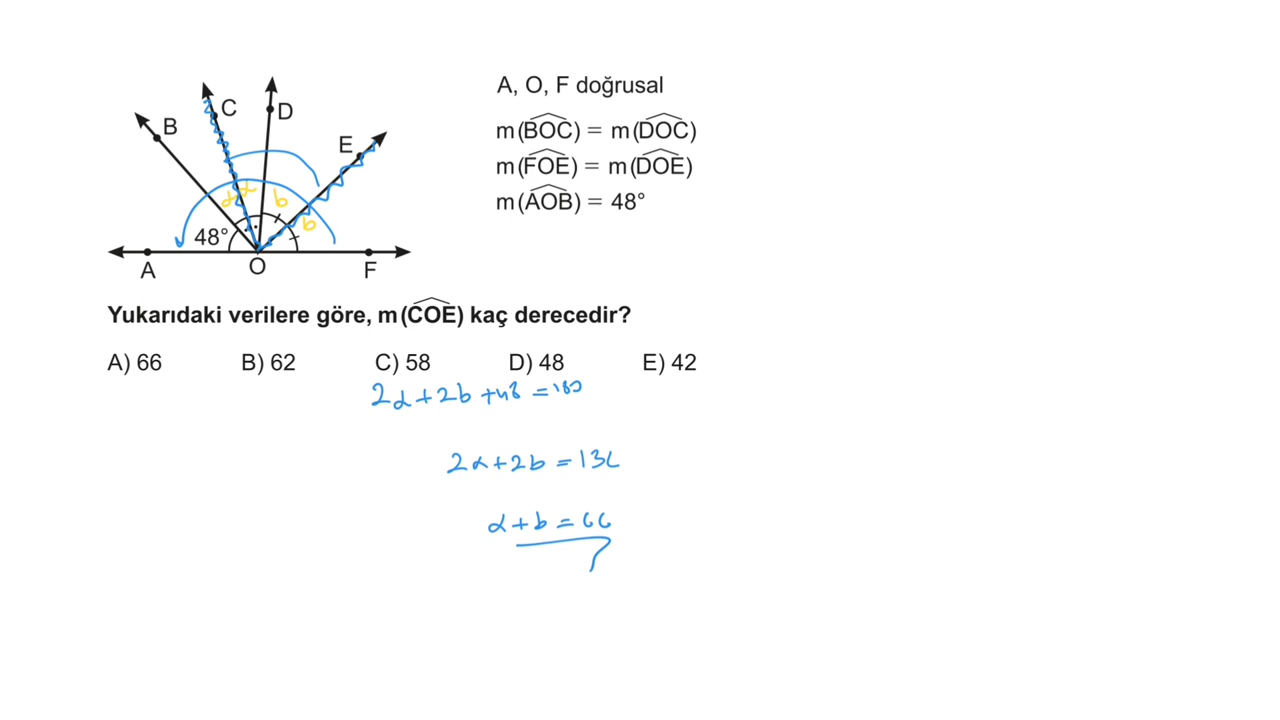 C
D
B
E
α
α
b
b
48°
A
O
F
A, O, F doğrusal
m(BOC) = m(DOC)
m(FOE) = m(DOE)
m(AOB) = 48°
Yukarıdaki verilere göre, m(COE) kaç derecedir?
A) 66 B) 62 C) 58 D) 48 E) 42
2α+2b+48=180
2α+2b=132
α+b=66